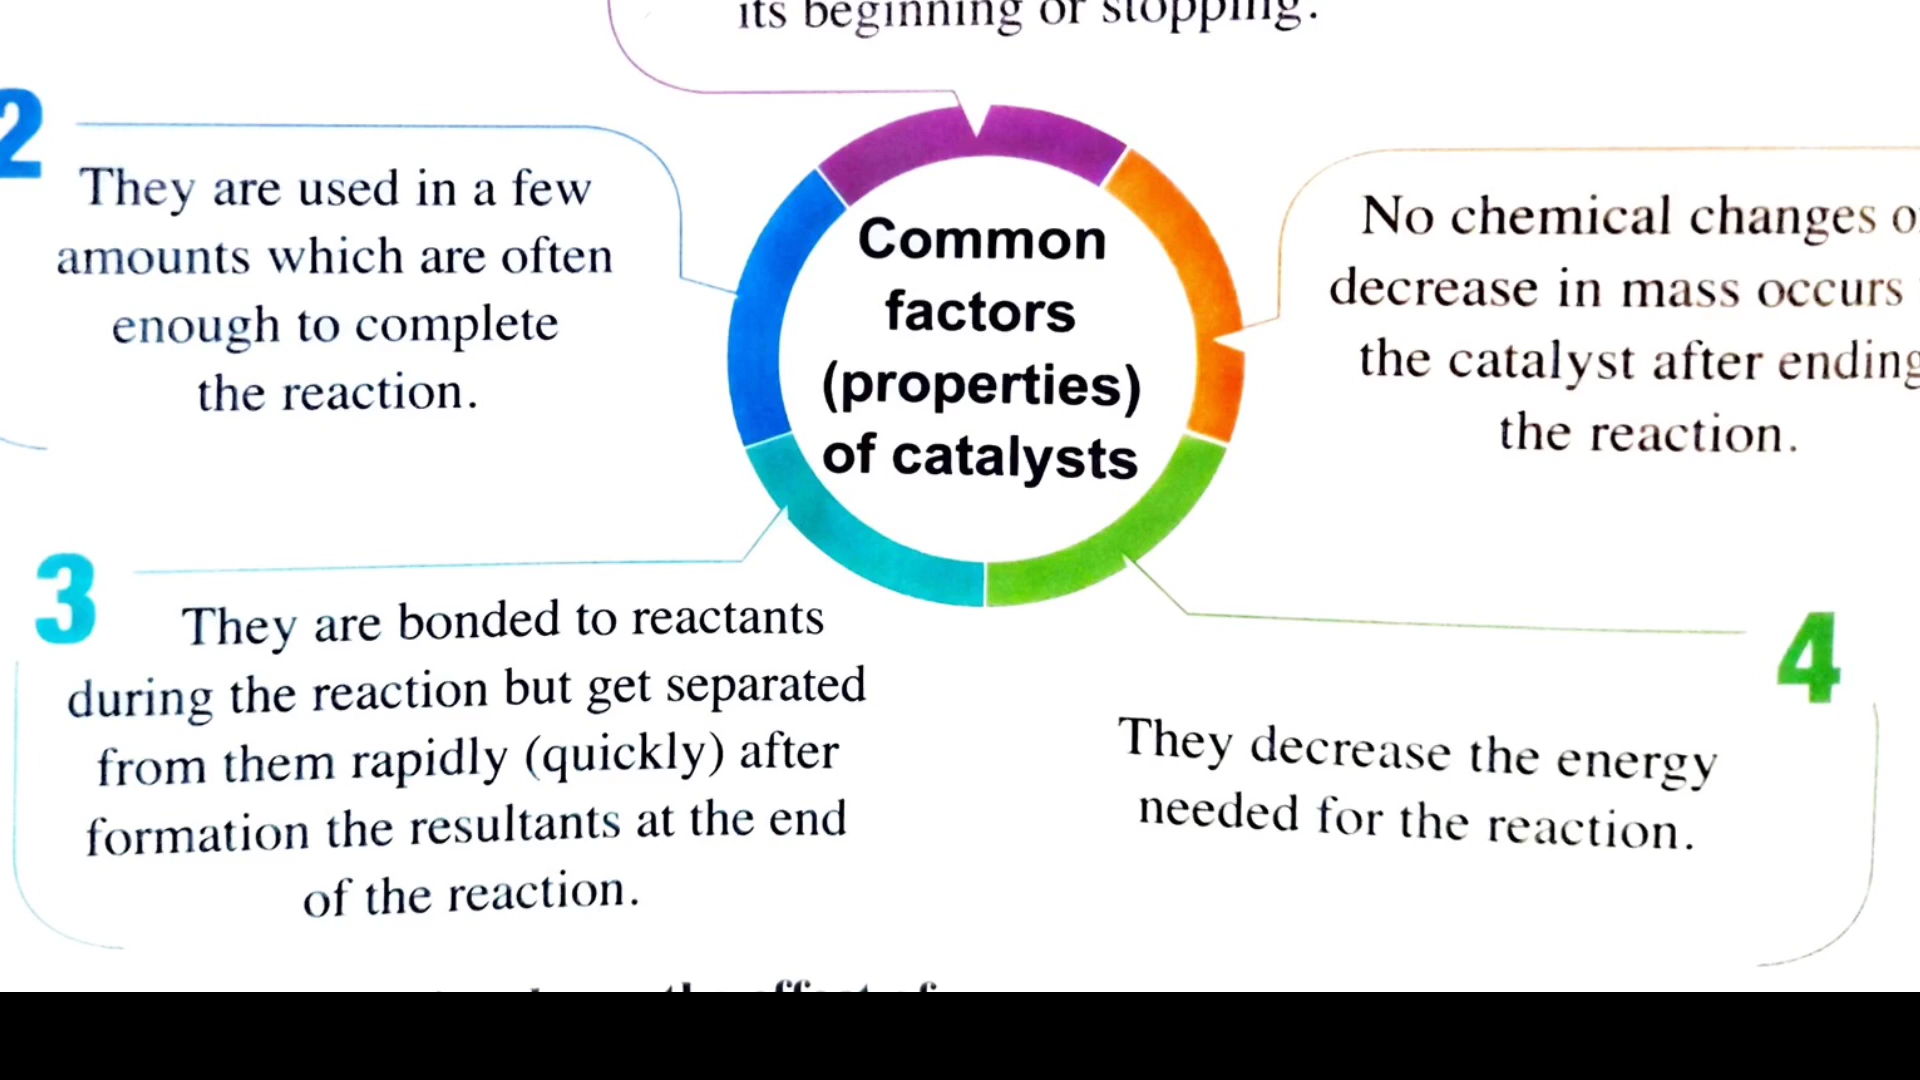 its beginning or stopping.
2
They are used in a few
amounts which are often
enough to complete
the reaction.
Common
factors
(properties)
of catalysts
No chemical changes
decrease in mass occurs
the catalyst after ending
the reaction.
3
They are bonded to reactants
during the reaction but get separated
from them rapidly (quickly) after
formation the resultants at the end
of the reaction.
4
They decrease the energy
needed for the reaction.
the effect of